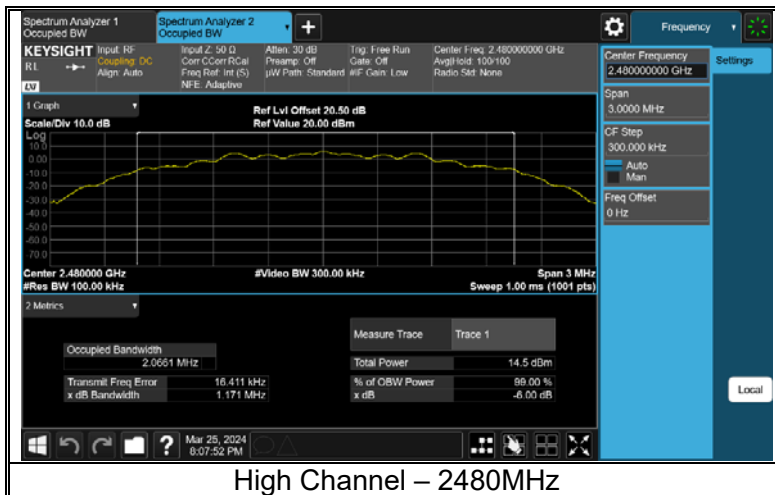 Spectrum Analyzer 1
Occupied BW
Spectrum Analyzer 2
Occupied BW
Frequency
KEYSIGHT
RL
LXI
Input: RF
Coupling: DC
Align: Auto
Input Z: 50 Ω
Corr CCorr RCal
Freq Ref: Int (S)
NFE: Adaptive
Atten: 30 dB
Preamp: Off
µW Path: Standard
Trig: Free Run
Gate: Off
#IF Gain: Low
Center Freq: 2.480000000 GHz
Avg|Hold: 100/100
Radio Std: None
Center Frequency
2.480000000 GHz
Settings
Span
3.0000 MHz
CF Step
300.000 kHz
Auto
Man
Freq Offset
0 Hz
Local
1 Graph
Scale/Div 10.0 dB
Ref Lvl Offset 20.50 dB
Ref Value 20.00 dBm
Log
10.0
0.00
-10.0
-20.0
-30.0
-40.0
-50.0
-60.0
-70.0
Center 2.480000 GHz
#Res BW 100.00 kHz
#Video BW 300.00 kHz
Span 3 MHz
Sweep 1.00 ms (1001 pts)
2 Metrics
Measure Trace Trace 1
Occupied Bandwidth
2.0661 MHz
Total Power 14.5 dBm
Transmit Freq Error 16.411 kHz
% of OBW Power 99.00 %
x dB Bandwidth 1.171 MHz
x dB -6.00 dB
Mar 25, 2024
8:07:52 PM
High Channel – 2480MHz